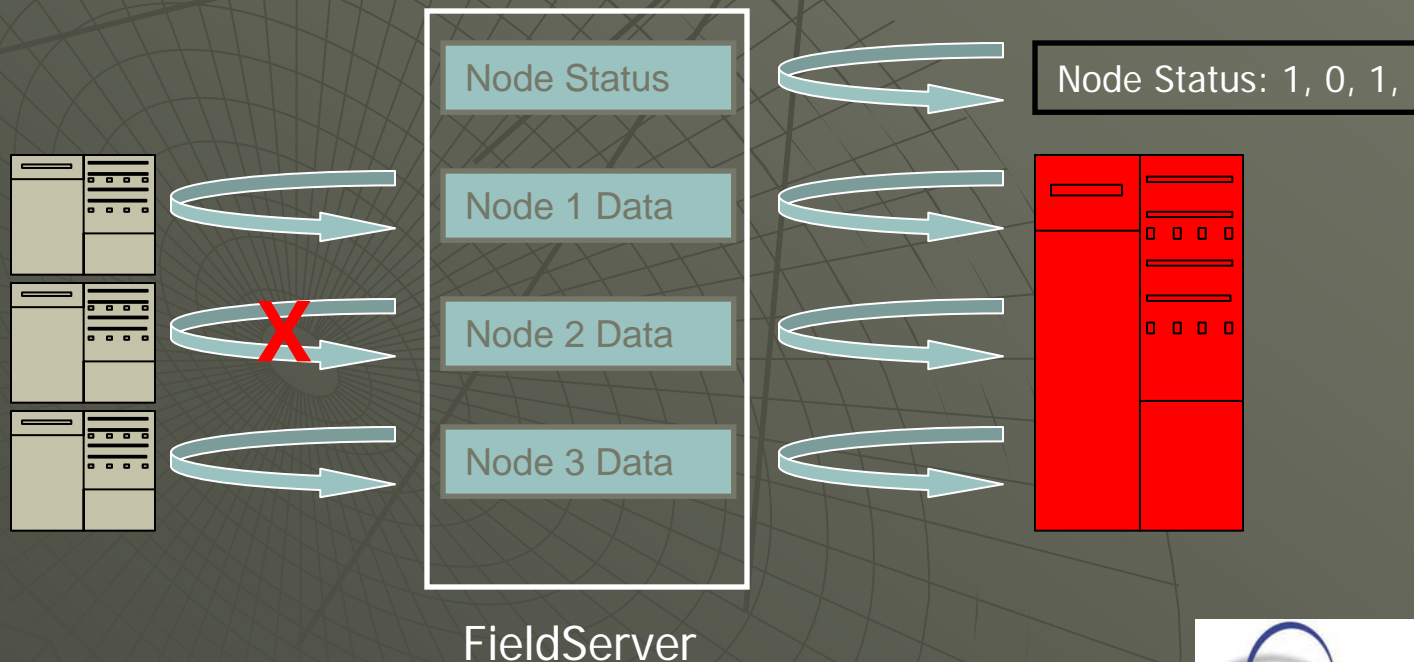 Node Status
Node Status: 1, 0, 1,
Node 1 Data
X
Node 2 Data
Node 3 Data
FieldServer